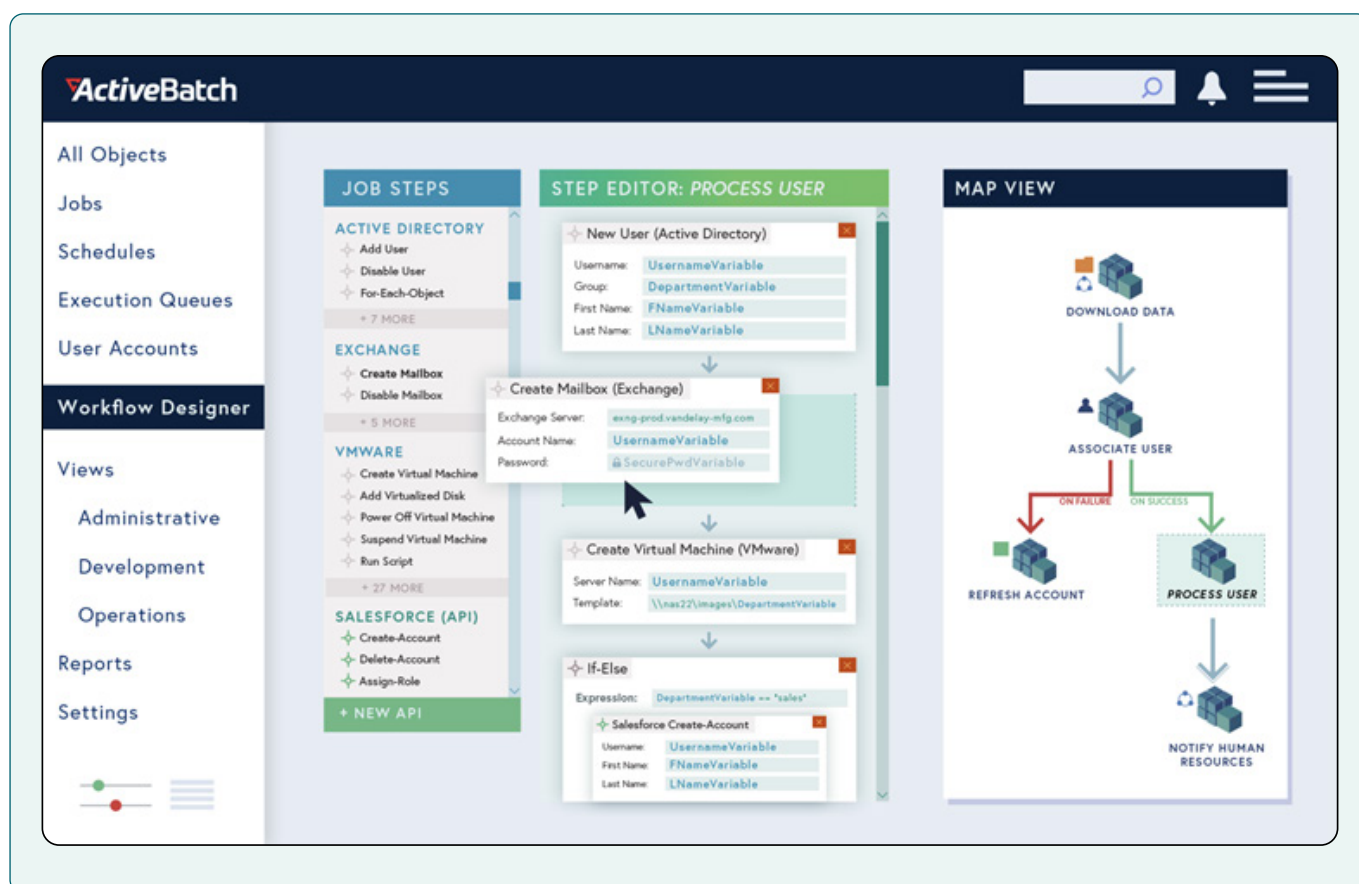 ActiveBatch
All Objects
Jobs
Schedules
Execution Queues
User Accounts
Workflow Designer
Views
Administrative
Development
Operations
Reports
Settings
JOB STEPS
ACTIVE DIRECTORY
Add User
Disable User
For-Each-Object
+ 7 MORE
EXCHANGE
Create Mailbox
Disable Mailbox
+ 5 MORE
VMWARE
Create Virtual Machine
Add Virtualized Disk
Power Off Virtual Machine
Suspend Virtual Machine
Run Script
+ 27 MORE
SALESFORCE (API)
Create-Account
Delete-Account
Assign-Role
+ NEW API
STEP EDITOR: PROCESS USER
New User (Active Directory)
Username: UsernameVariable
Group: DepartmentVariable
First Name: FNameVariable
Last Name: LNameVariable
Create Mailbox (Exchange)
Exchange Server: exng-prod.vandelay-mfg.com
Account Name: UsernameVariable
Password: SecurePwdVariable
Create Virtual Machine (VMware)
Server Name: UsernameVariable
Template: \\nas22\images\DepartmentVariable
If-Else
Expression: DepartmentVariable == "sales"
Salesforce Create-Account
Username: UsernameVariable
First Name: FNameVariable
Last Name: LNameVariable
MAP VIEW
DOWNLOAD DATA
ASSOCIATE USER
ON FAILURE ON SUCCESS
REFRESH ACCOUNT
PROCESS USER
NOTIFY HUMAN
RESOURCES